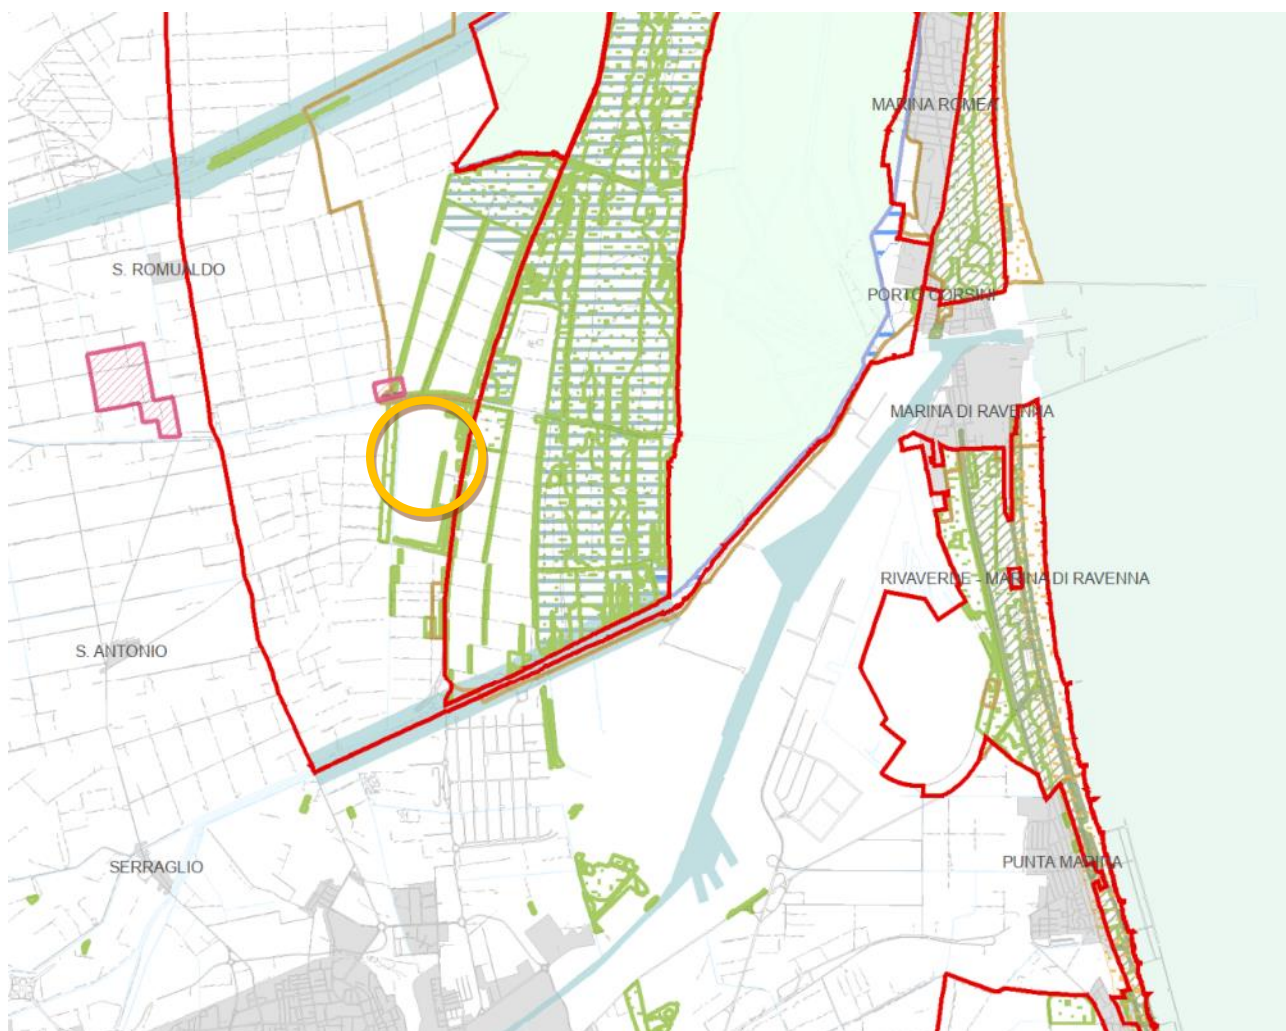 MARINA ROMEA
S. ROMUALDO
PORTO CORSINI
MARINA DI RAVENNA
RIVAVERDE - MARINA DI RAVENNA
S. ANTONIO
PUNTA MARINA
SERRAGLIO